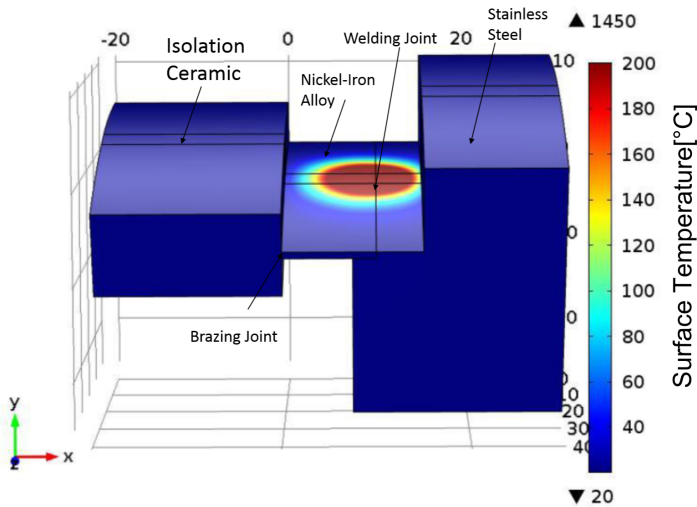 -20
0
20
Stainless
Steel
▲ 1450
Isolation
Ceramic
Welding Joint
Nickel-Iron
Alloy
10
200
180
160
140
120
100
80
60
40
Surface Temperature[°C]
0
0
Brazing Joint
0
10
20
30
40
▼ 20
y
x
z